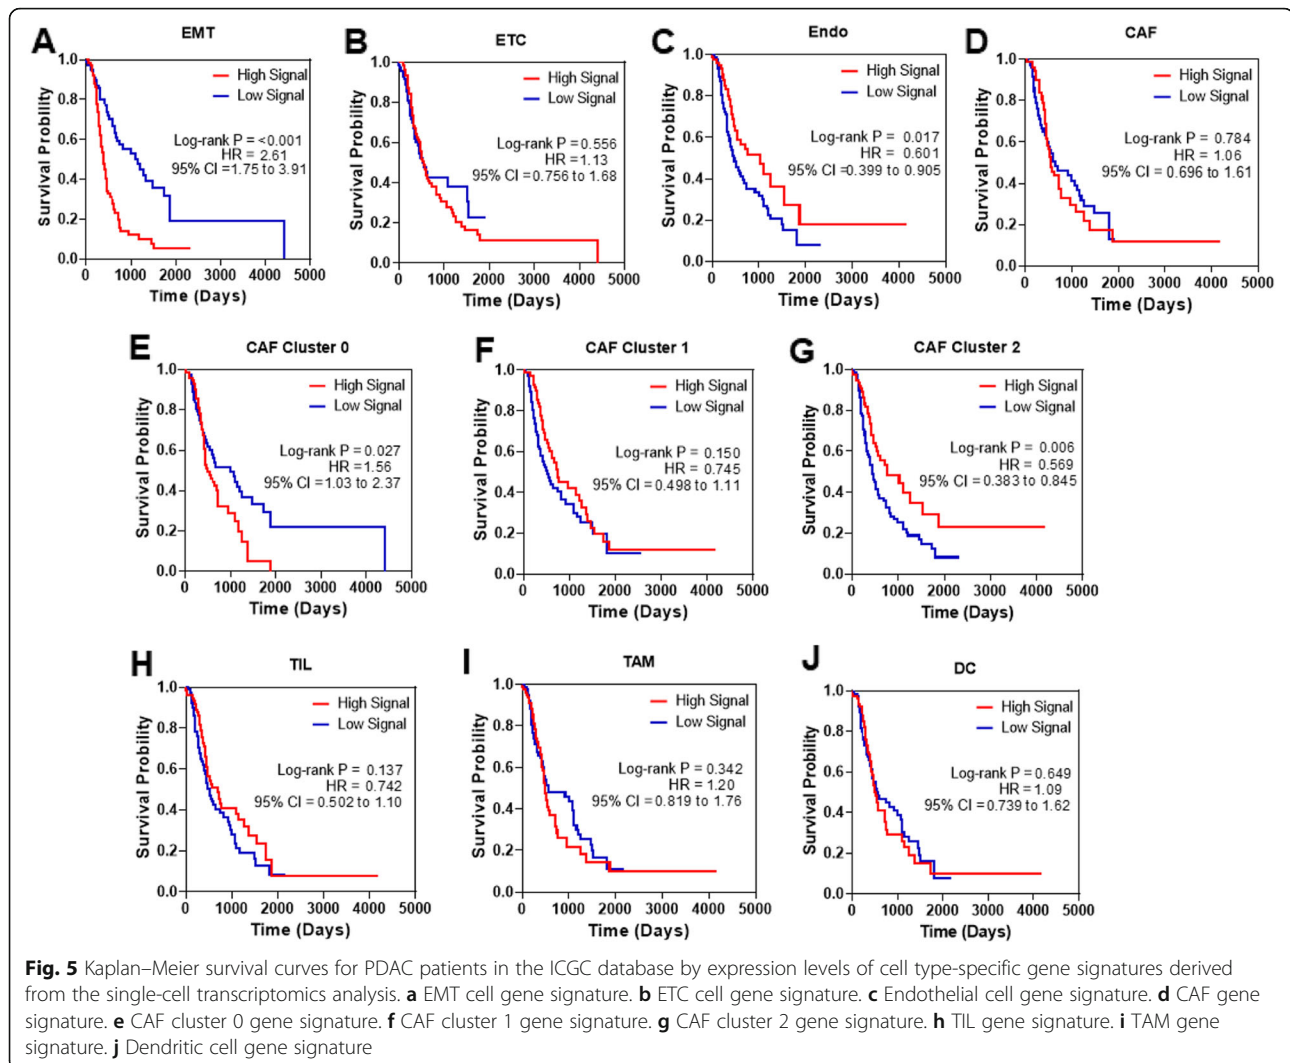 A
EMT
1.0
0.8
0.6
0.4
0.2
0.0
Survival Probility
High Signal
Low Signal
Log-rank P = <0.001
HR = 2.61
95% CI =1.75 to 3.91
0 1000 2000 3000 4000 5000
Time (Days)
B
ETC
1.0
0.8
0.6
0.4
0.2
0.0
Survival Probility
High Signal
Low Signal
Log-rank P = 0.556
HR = 1.13
95% CI = 0.756 to 1.68
0 1000 2000 3000 4000 5000
Time (Days)
C
Endo
1.0
0.8
0.6
0.4
0.2
0.0
Survival Probility
High Signal
Low Signal
Log-rank P = 0.017
HR = 0.601
95% CI =0.399 to 0.905
0 1000 2000 3000 4000 5000
Time (Days)
D
CAF
1.0
0.8
0.6
0.4
0.2
0.0
Survival Probility
High Signal
Low Signal
Log-rank P = 0.784
HR = 1.06
95% CI = 0.696 to 1.61
0 1000 2000 3000 4000 5000
Time (Days)
E
CAF Cluster 0
1.0
0.8
0.6
0.4
0.2
0.0
Survival Probility
High Signal
Low Signal
Log-rank P = 0.027
HR =1.56
95% CI =1.03 to 2.37
0 1000 2000 3000 4000 5000
Time (Days)
F
CAF Cluster 1
1.0
0.8
0.6
0.4
0.2
0.0
Survival Probility
High Signal
Low Signal
Log-rank P = 0.150
HR = 0.745
95% CI =0.498 to 1.11
0 1000 2000 3000 4000 5000
Time (Days)
G
CAF Cluster 2
1.0
0.8
0.6
0.4
0.2
0.0
Survival Probility
High Signal
Low Signal
Log-rank P = 0.006
HR = 0.569
95% CI = 0.383 to 0.845
0 1000 2000 3000 4000 5000
Time (Days)
H
TIL
1.0
0.8
0.6
0.4
0.2
0.0
Survival Probility
High Signal
Low Signal
Log-rank P = 0.137
HR = 0.742
95% CI =0.502 to 1.10
0 1000 2000 3000 4000 5000
Time (Days)
I
TAM
1.0
0.8
0.6
0.4
0.2
0.0
Survival Probility
High Signal
Low Signal
Log-rank P = 0.342
HR = 1.20
95% CI =0.819 to 1.76
0 1000 2000 3000 4000 5000
Time (Days)
J
DC
1.0
0.8
0.6
0.4
0.2
0.0
Survival Probility
High Signal
Low Signal
Log-rank P = 0.649
HR = 1.09
95% CI =0.739 to 1.62
0 1000 2000 3000 4000 5000
Time (Days)
Fig. 5 Kaplan–Meier survival curves for PDAC patients in the ICGC database by expression levels of cell type-specific gene signatures derived
from the single-cell transcriptomics analysis. a EMT cell gene signature. b ETC cell gene signature. c Endothelial cell gene signature. d CAF gene
signature. e CAF cluster 0 gene signature. f CAF cluster 1 gene signature. g CAF cluster 2 gene signature. h TIL gene signature. i TAM gene
signature. j Dendritic cell gene signature